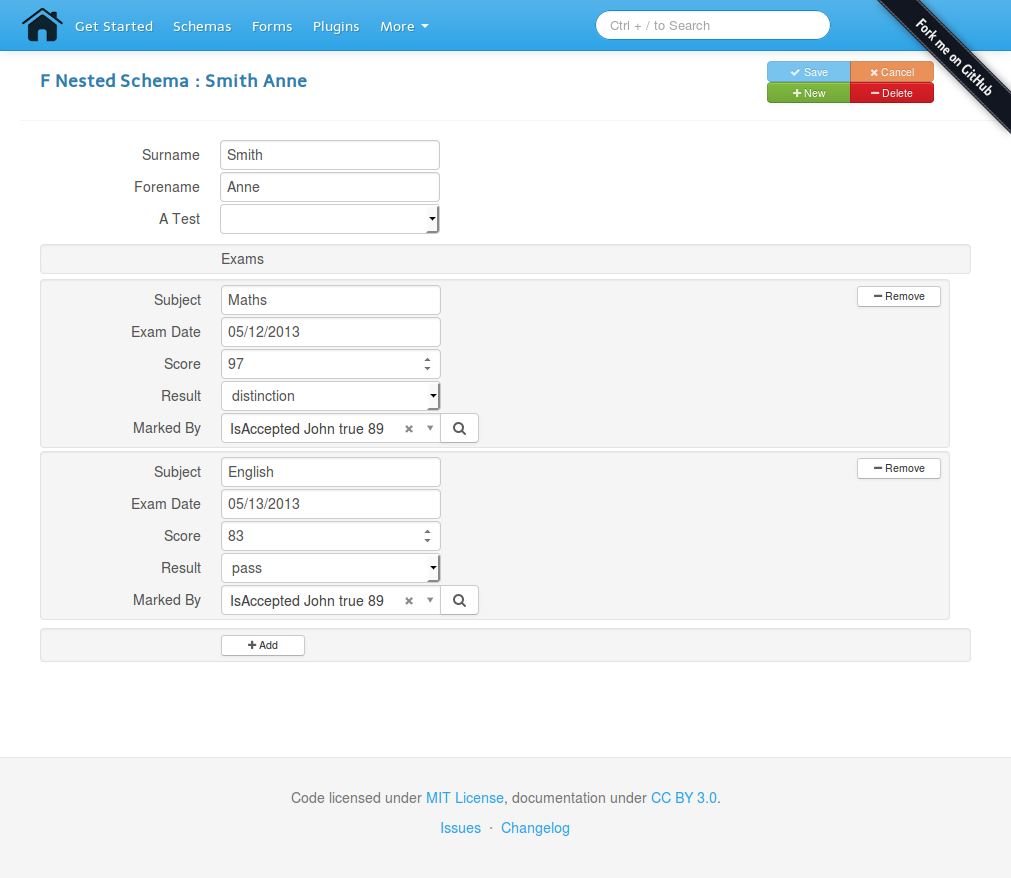 Get Started Schemas Forms Plugins More Ctrl + / to Search
Fork me on GitHub
F Nested Schema : Smith Anne
Save Cancel
New Delete
Surname Smith
Forename Anne
A Test
Exams
Subject Maths Remove
Exam Date 05/12/2013
Score 97
Result distinction
Marked By IsAccepted John true 89
Subject English Remove
Exam Date 05/13/2013
Score 83
Result pass
Marked By IsAccepted John true 89
Add
Code licensed under MIT License, documentation under CC BY 3.0.
Issues · Changelog